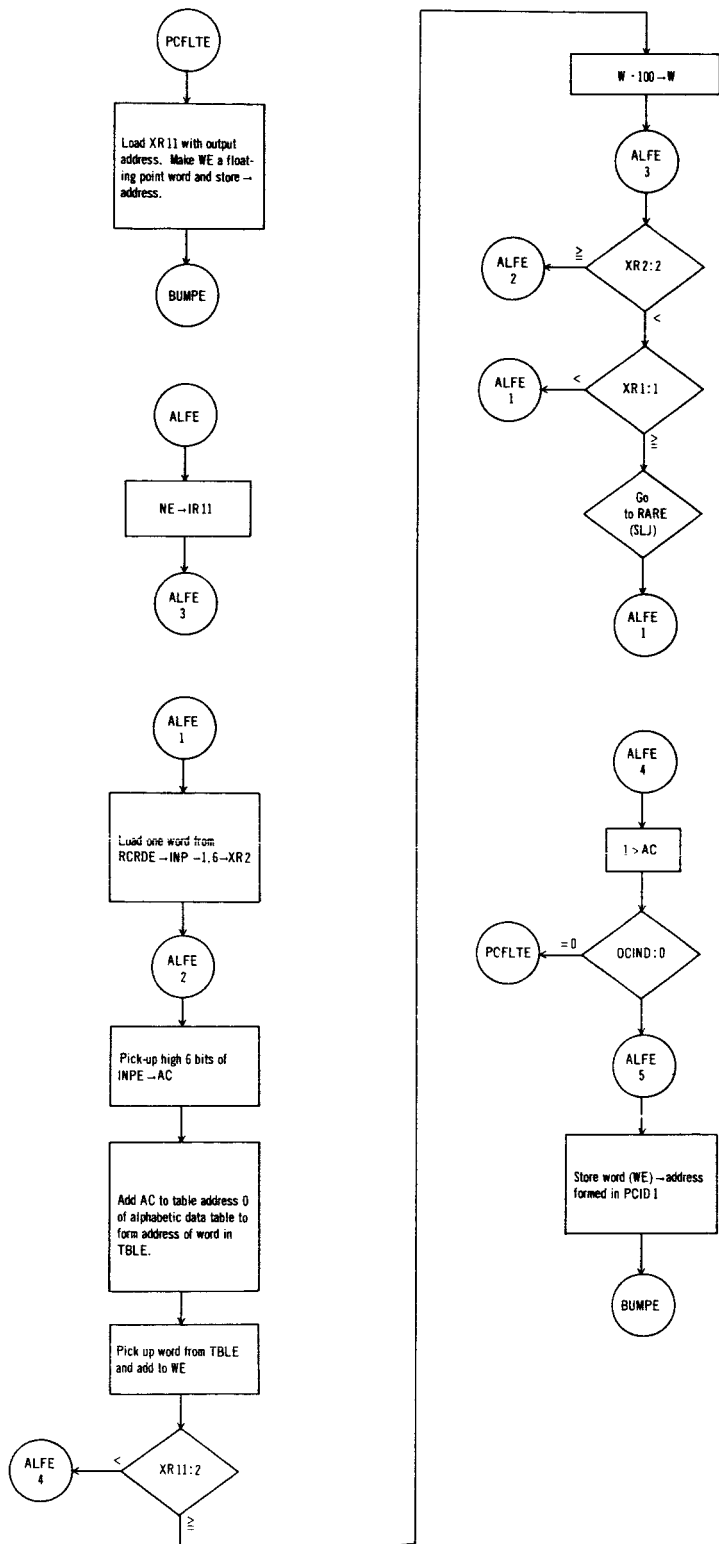 PCFLTE
Load XR11 with output
address. Make WE a float-
ing point word and store →
address.
BUMPE
ALFE
NE→IR11
ALFE
3
ALFE
1
Load one word from
RCRDE→INP -1,6→XR2
ALFE
2
Pick-up high 6 bits of
INPE→AC
Add AC to table address 0
of alphabetic data table to
form address of word in
TBLE.
Pick up word from TBLE
and add to WE
XR11:2
<
ALFE
4
≧
W · 100→W
ALFE
3
XR2:2
≧
ALFE
2
<
XR1:1
<
ALFE
1
≧
Go
to RARE
(SLJ)
ALFE
1
ALFE
4
1 > AC
OCIND:0
=0
PCFLTE
ALFE
5
Store word (WE)→address
formed in PCID1
BUMPE